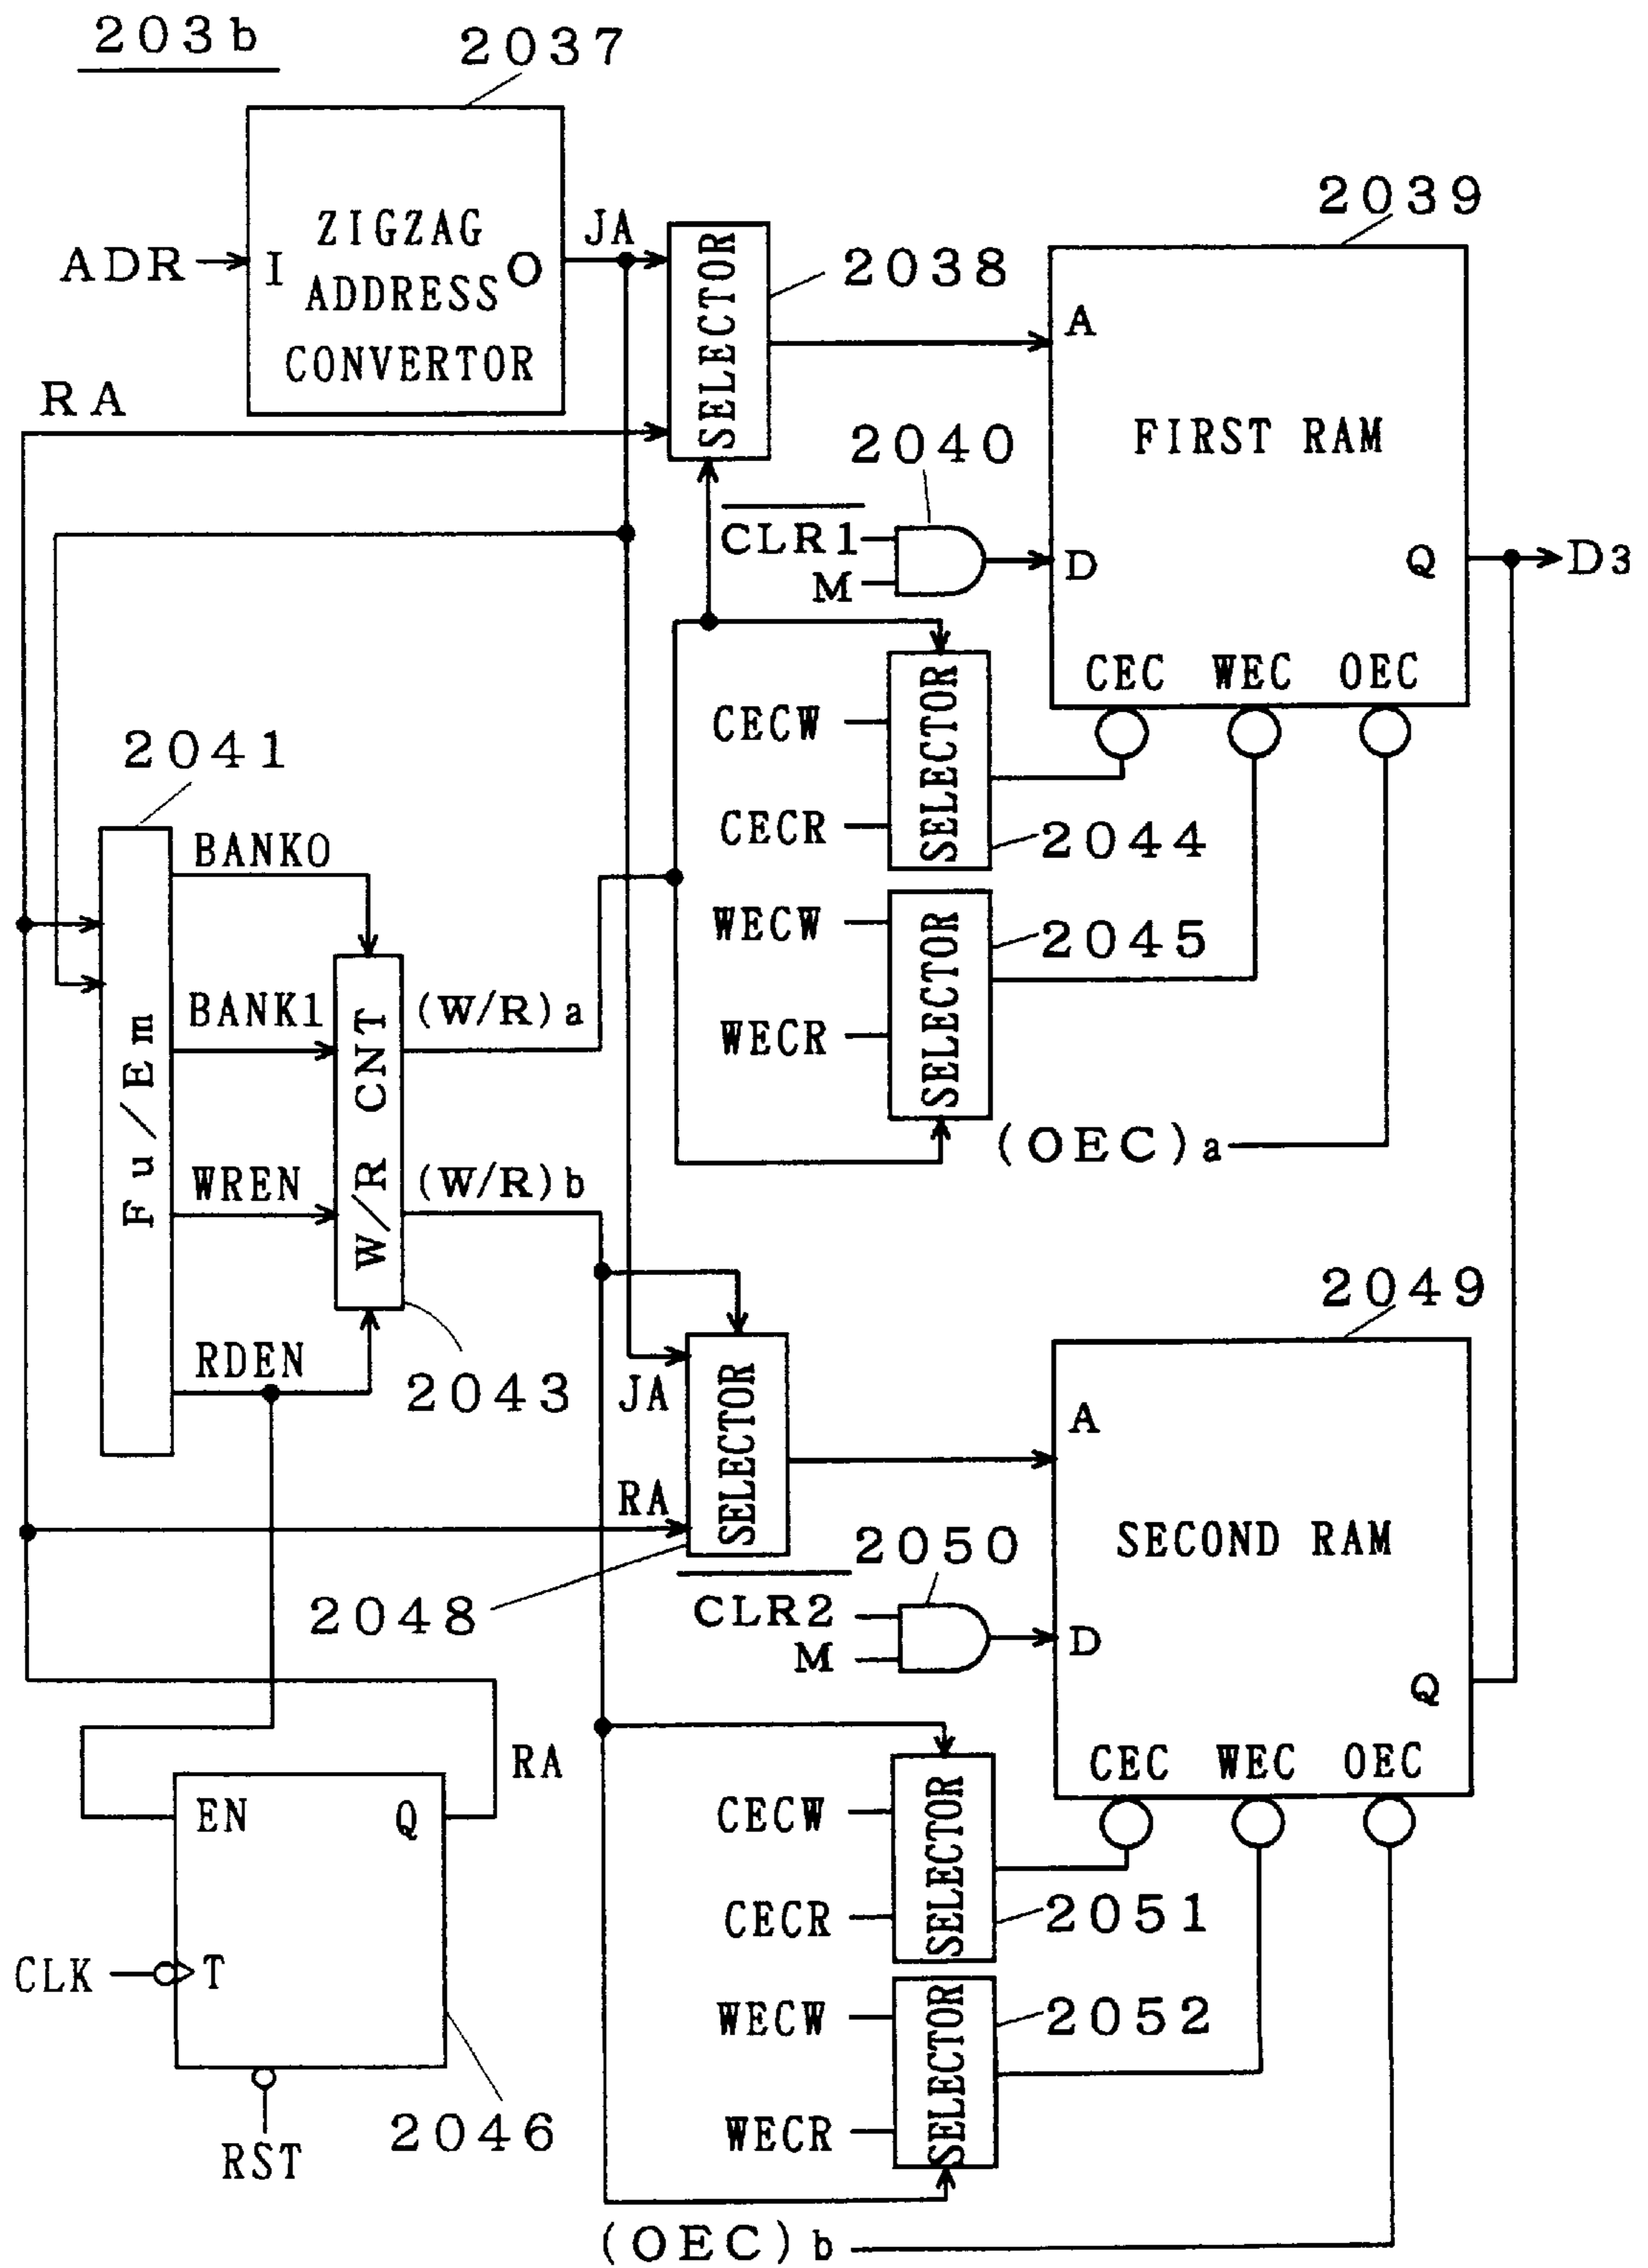 203b
2037
ZIGZAG
ADDRESS
CONVERTOR
I
O
ADR
JA
RA
SELECTOR
2038
2039
A
FIRST RAM
D
Q
D3
CEC WEC OEC
2040
CLR1
M
CECW
CECR
SELECTOR
2044
WECW
WECR
SELECTOR
2045
(OEC)a
2041
Fu/Em
BANK0
BANK1
WREN
RDEN
W/R CNT
2043
(W/R)a
(W/R)b
JA
RA
SELECTOR
2048
2049
A
SECOND RAM
D
Q
CEC WEC OEC
2050
CLR2
M
CECW
CECR
SELECTOR
2051
WECW
WECR
SELECTOR
2052
(OEC)b
RA
EN
Q
T
CLK
RST
2046